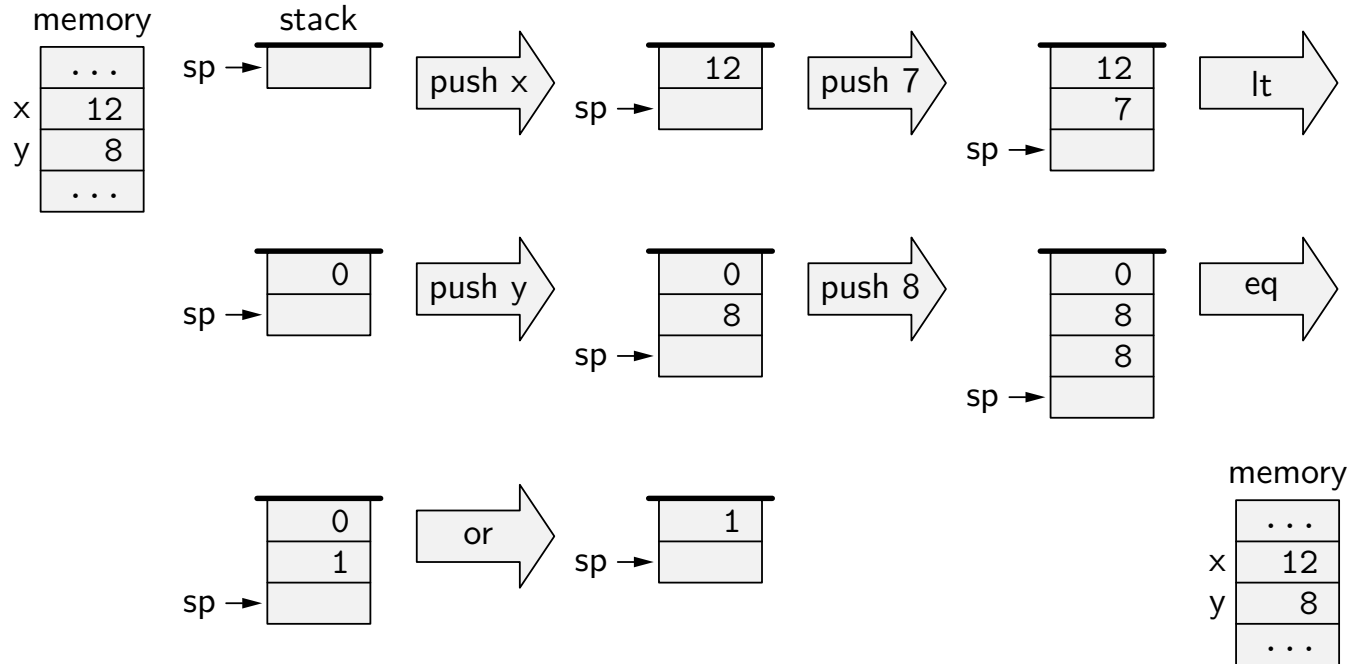 memory
stack
...
x 12
y 8
...
sp
push x
12
sp
push 7
12
7
sp
lt
0
sp
push y
0
8
sp
push 8
0
8
8
sp
eq
0
1
sp
or
1
sp
memory
...
x 12
y 8
...